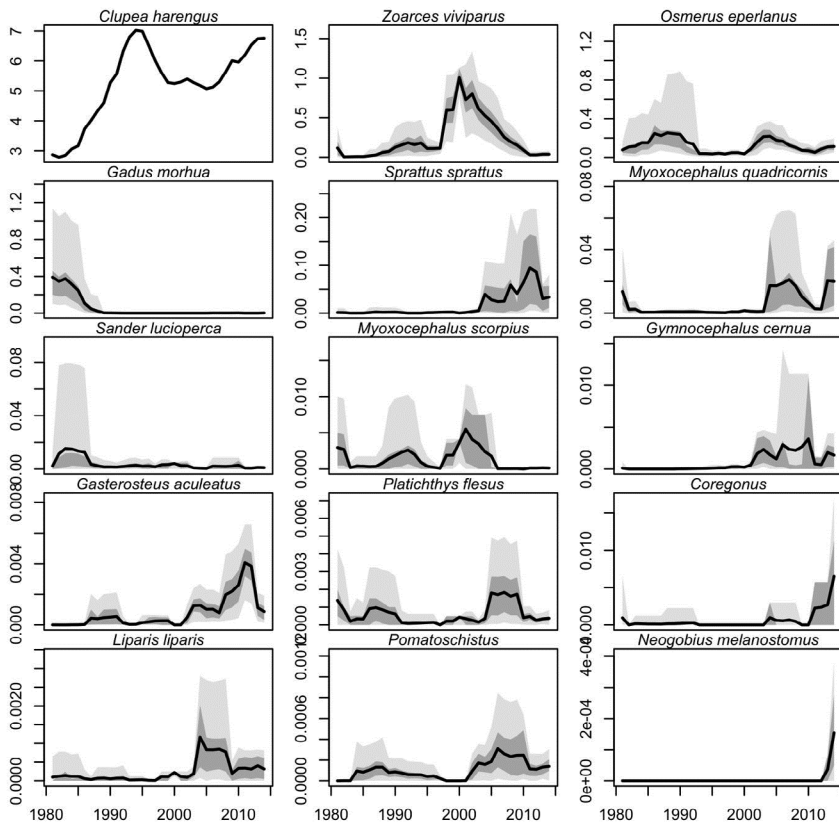 Clupea harengus
7
6
5
4
3
Zoarces viviparus
1.5
1.0
0.5
0.0
Osmerus eperlanus
1.2
0.8
0.4
0.0
Gadus morhua
1.2
0.8
0.4
0.0
Sprattus sprattus
0.20
0.10
0.00
Myoxocephalus quadricornis
0.08
0.04
0.00
Sander lucioperca
0.08
0.04
0.00
Myoxocephalus scorpius
0.010
0.000
Gymnocephalus cernua
0.010
0.000
Gasterosteus aculeatus
0.008
0.004
0.000
Platichthys flesus
0.006
0.003
0.000
Coregonus
0.010
0.000
Liparis liparis
0.0020
0.0000
Pomatoschistus
0.0012
0.0006
0.0000
Neogobius melanostomus
4e-04
2e-04
0e+00
1980 1990 2000 2010
1980 1990 2000 2010
1980 1990 2000 2010